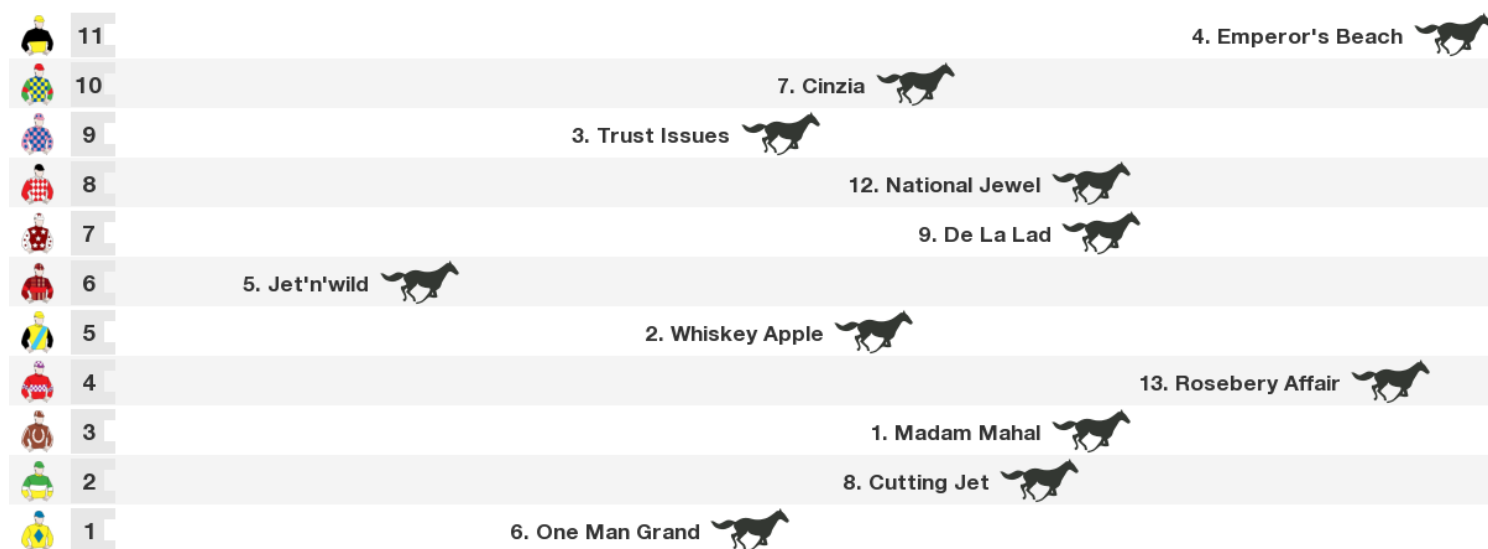 11 4. Emperor's Beach
10 7. Cinzia
9 3. Trust Issues
8 12. National Jewel
7 9. De La Lad
6 5. Jet'n'wild
5 2. Whiskey Apple
4 13. Rosebery Affair
3 1. Madam Mahal
2 8. Cutting Jet
1 6. One Man Grand